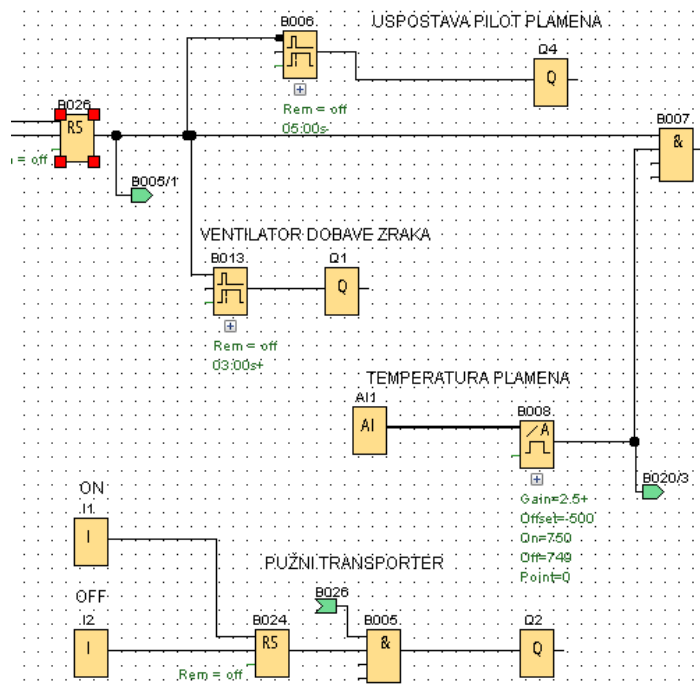 B006
USPOSTAVA PILOT PLAMENA
Q4
Q
Rem = off
05:00s-
B026
RS
= off
B007
&
B005/1
VENTILATOR DOBAVE ZRAKA
B013
Q1
Q
Rem = off
03:00s+
TEMPERATURA PLAMENA
AI1
AI
B008
/A
B020/3
Gain=2.5+
Offset=-500
On=750
Off=749
Point=0
ON
I1
I
PUŽNI TRANSPORTER
OFF
B026
I2
I
B024
RS
Rem = off
B005
&
Q2
Q